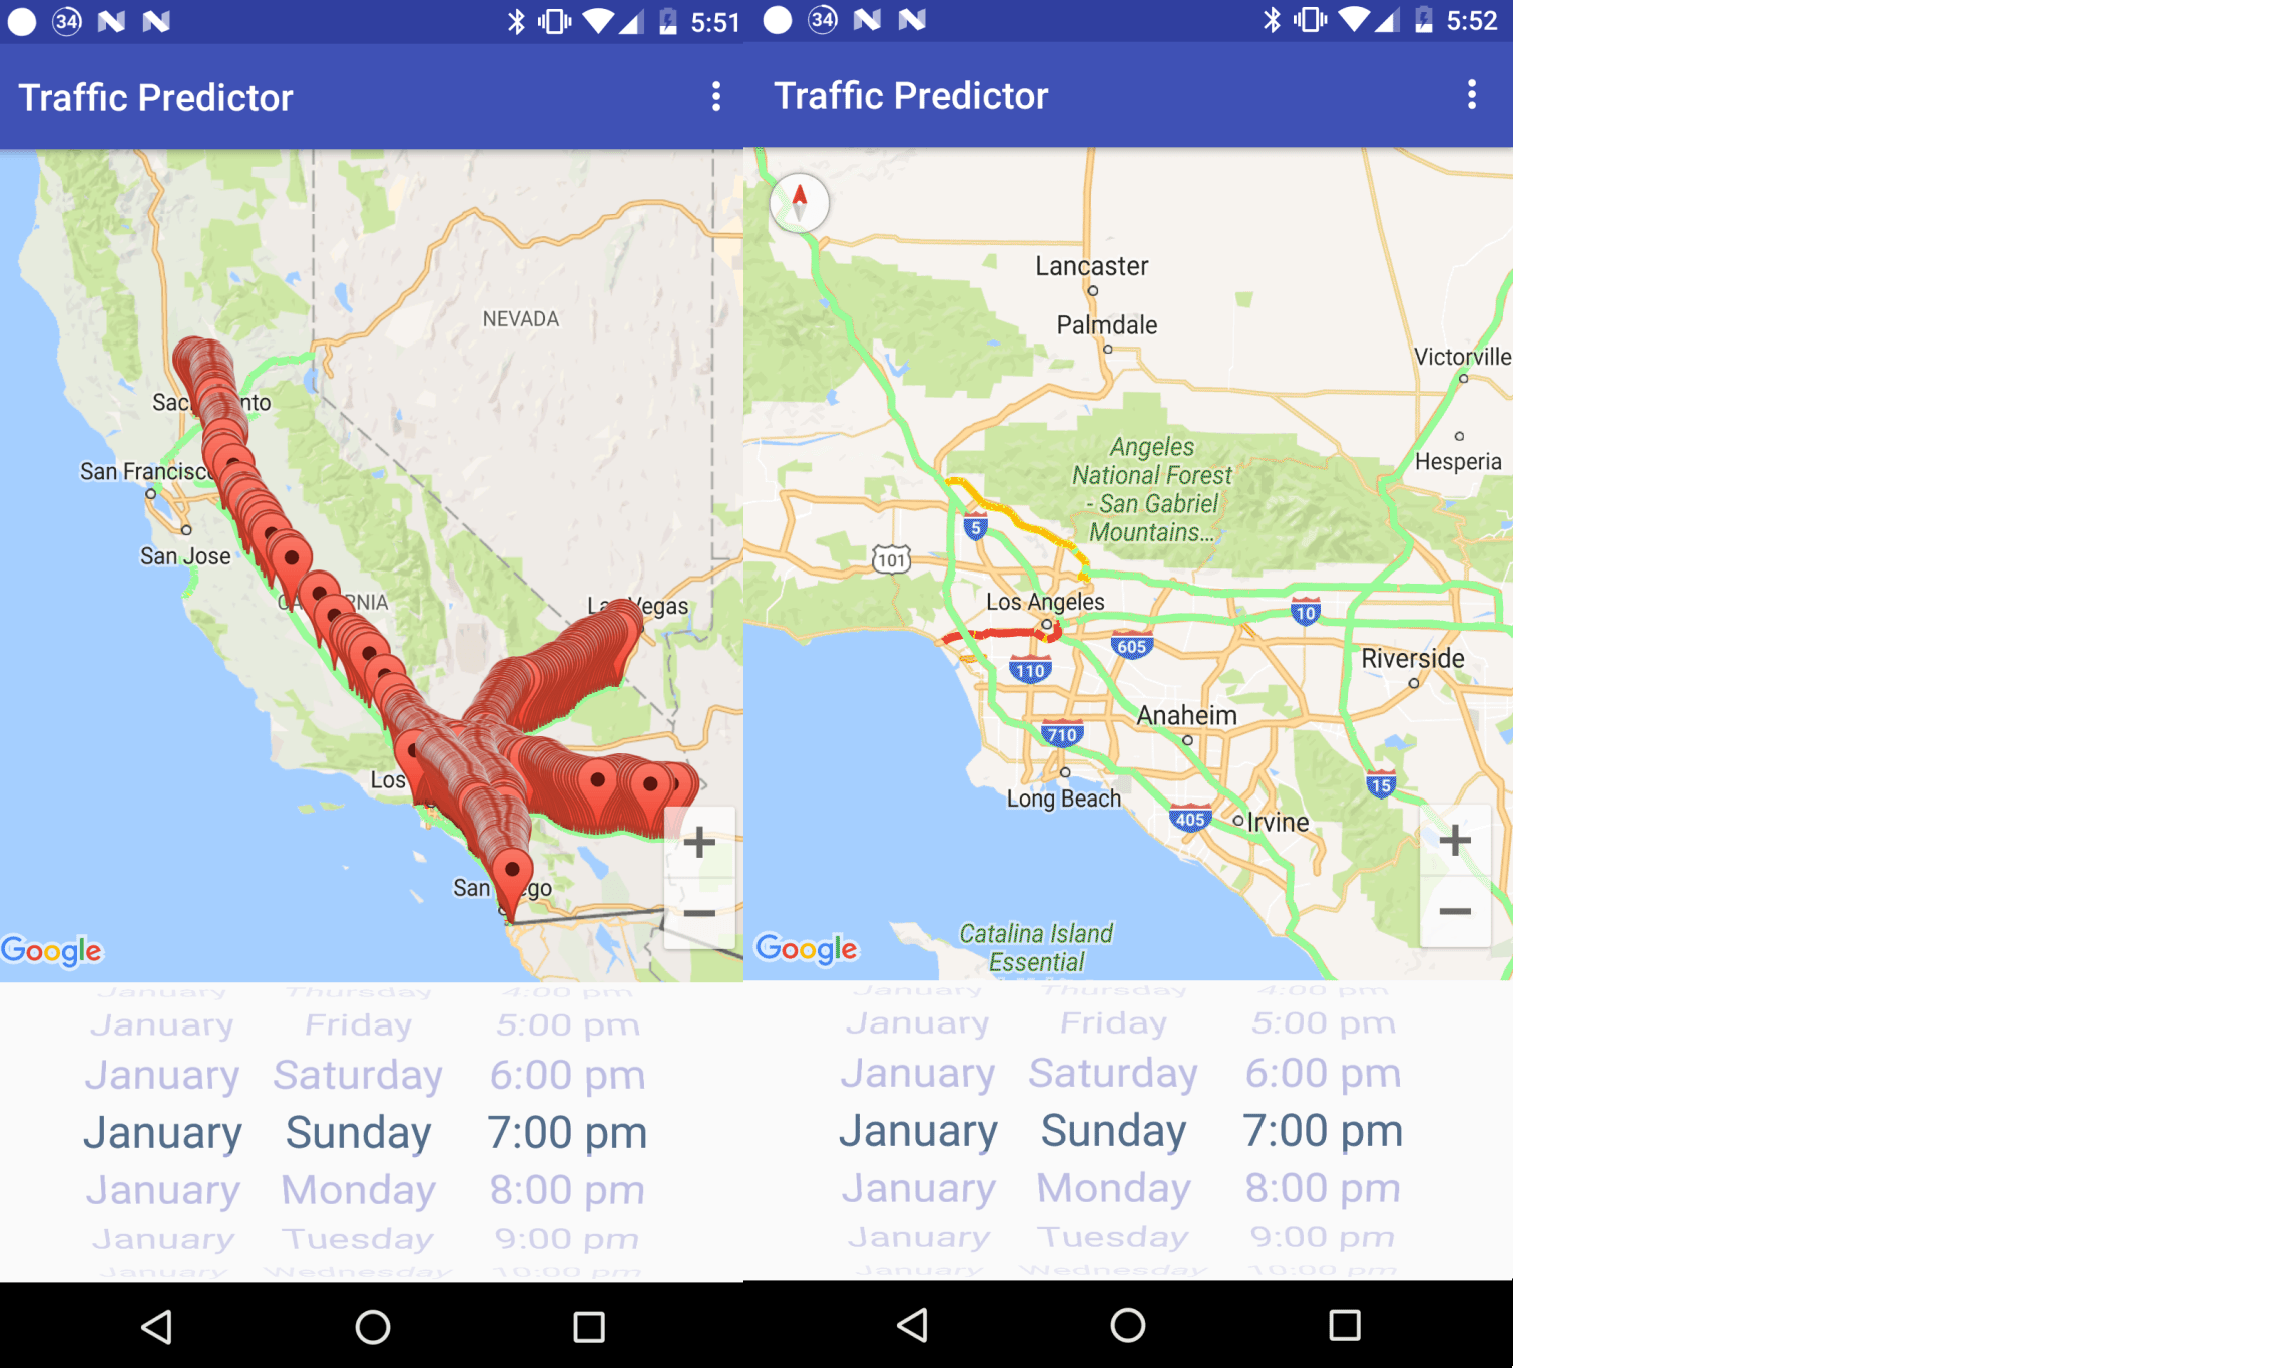 34
5:51
Traffic Predictor
NEVADA
Sac nto
San Francisc
San Jose
CA RNIA
La Vegas
Los
San ego
Google
January Thursday 4:00 pm
January Friday 5:00 pm
January Saturday 6:00 pm
January Sunday 7:00 pm
January Monday 8:00 pm
January Tuesday 9:00 pm
January Wednesday 10:00 pm
34
5:52
Traffic Predictor
Lancaster
Palmdale
Victorville
Angeles
National Forest
- San Gabriel
Mountains...
Hesperia
5
101
Los Angeles
10
605
110
Riverside
Anaheim
710
15
Long Beach
405
Irvine
Catalina Island
Essential
Google
January Thursday 4:00 pm
January Friday 5:00 pm
January Saturday 6:00 pm
January Sunday 7:00 pm
January Monday 8:00 pm
January Tuesday 9:00 pm
January Wednesday 10:00 pm